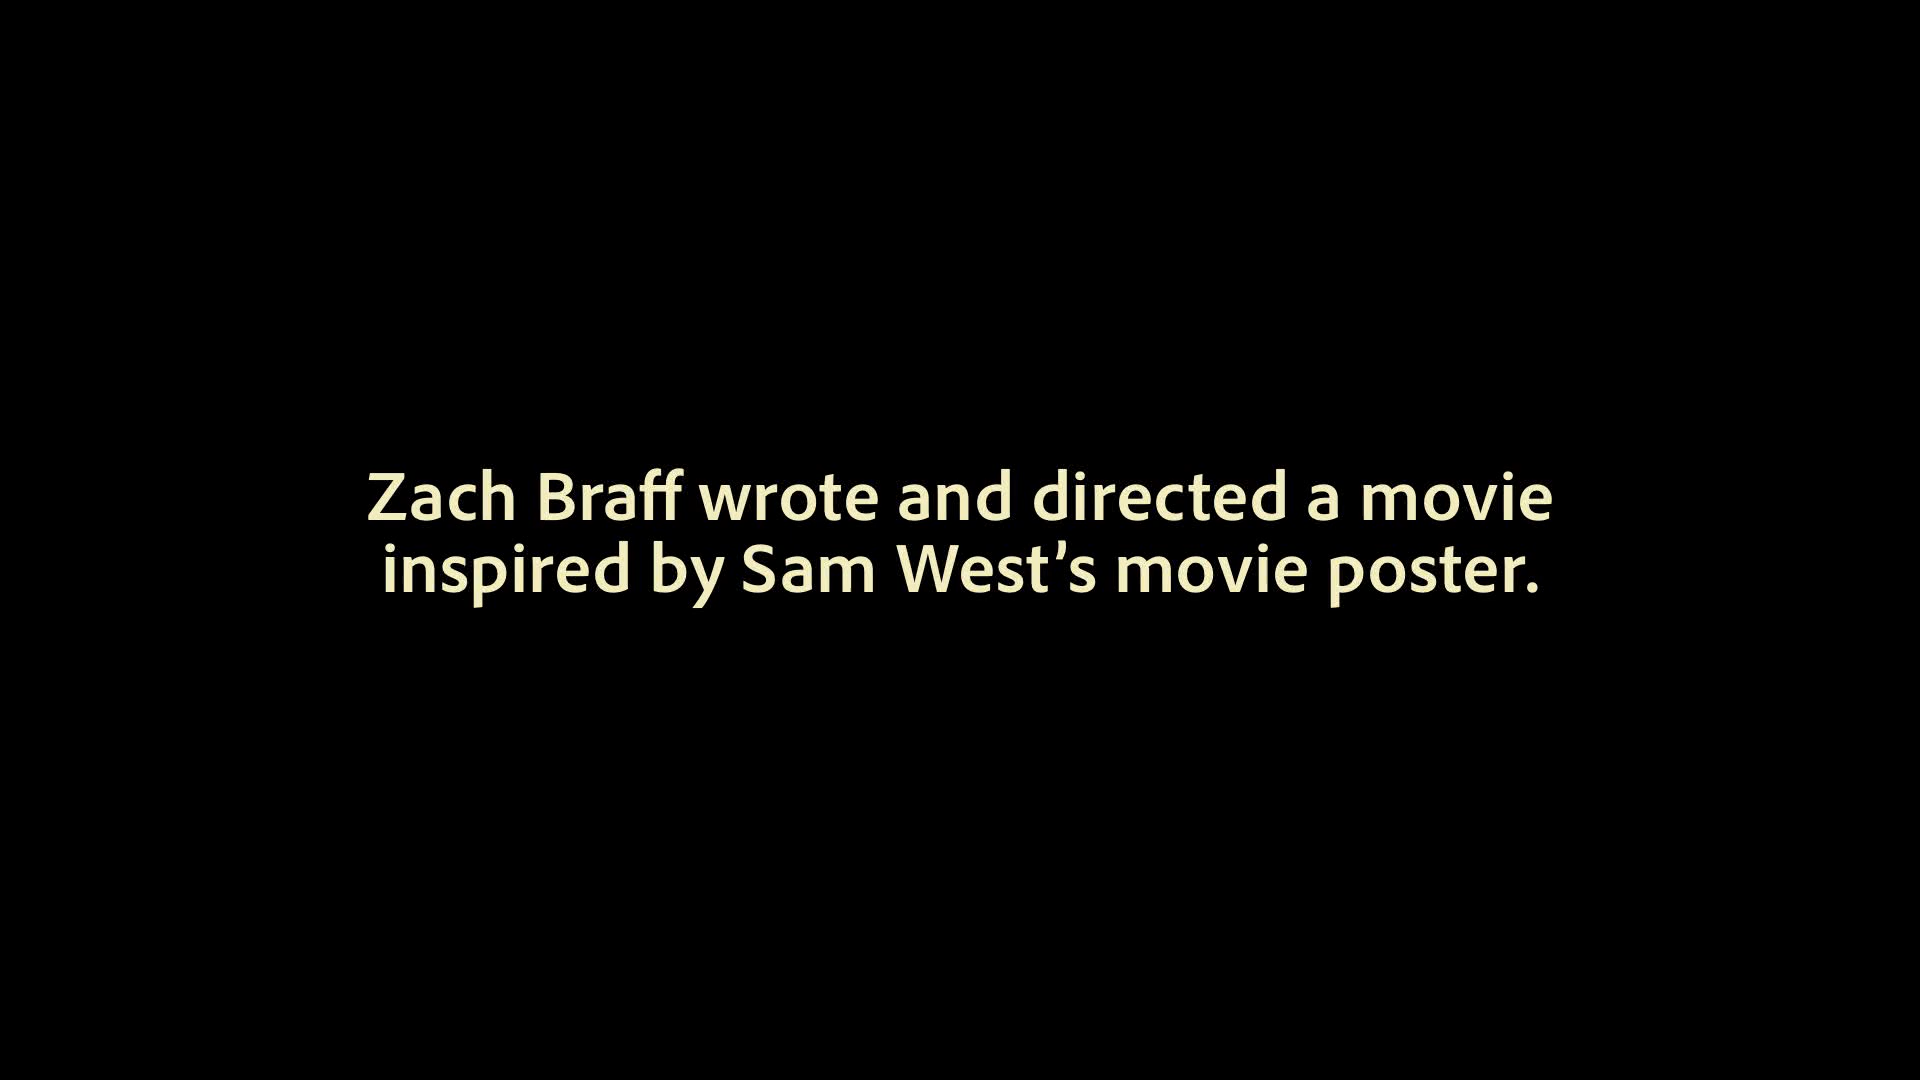 Zach Braff wrote and directed a movie
inspired by Sam West’s movie poster.